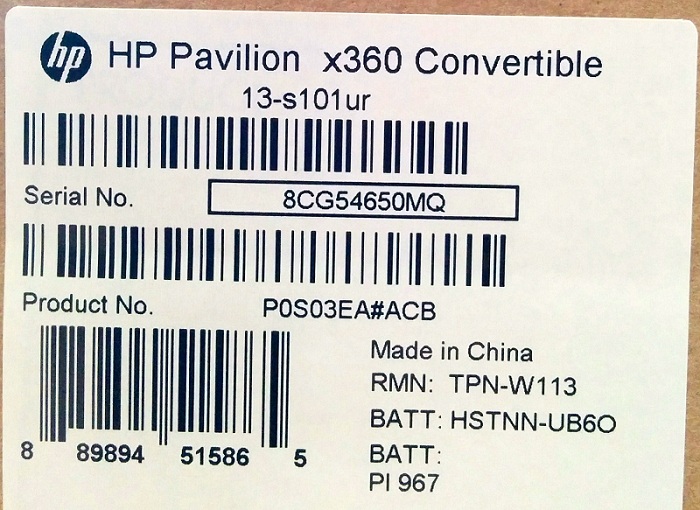 hp HP Pavilion x360 Convertible
13-s101ur
Serial No. 8CG54650MQ
Product No. P0S03EA#ACB
Made in China
RMN: TPN-W113
BATT: HSTNN-UB6O
BATT:
PI 967
8 89894 51586 5